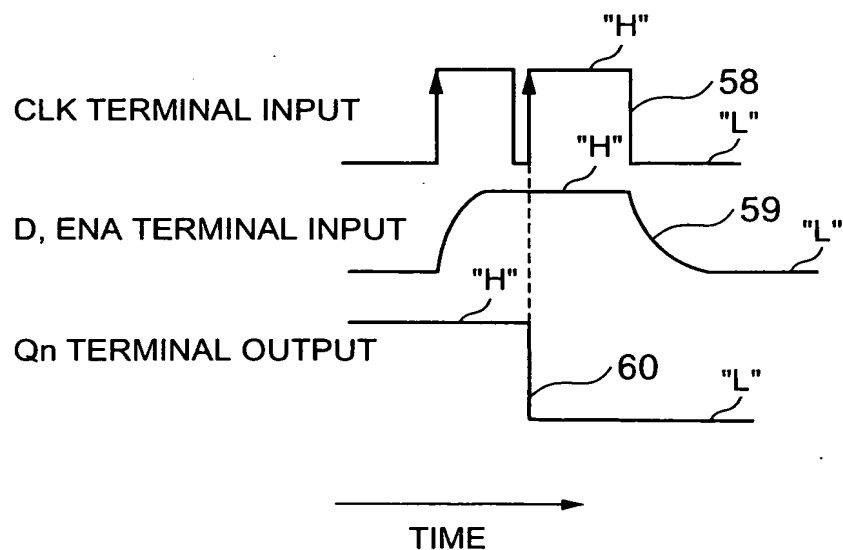 "H"
CLK TERMINAL INPUT
58
"L"
"H"
D, ENA TERMINAL INPUT
59
"L"
"H"
Qn TERMINAL OUTPUT
60
"L"
TIME